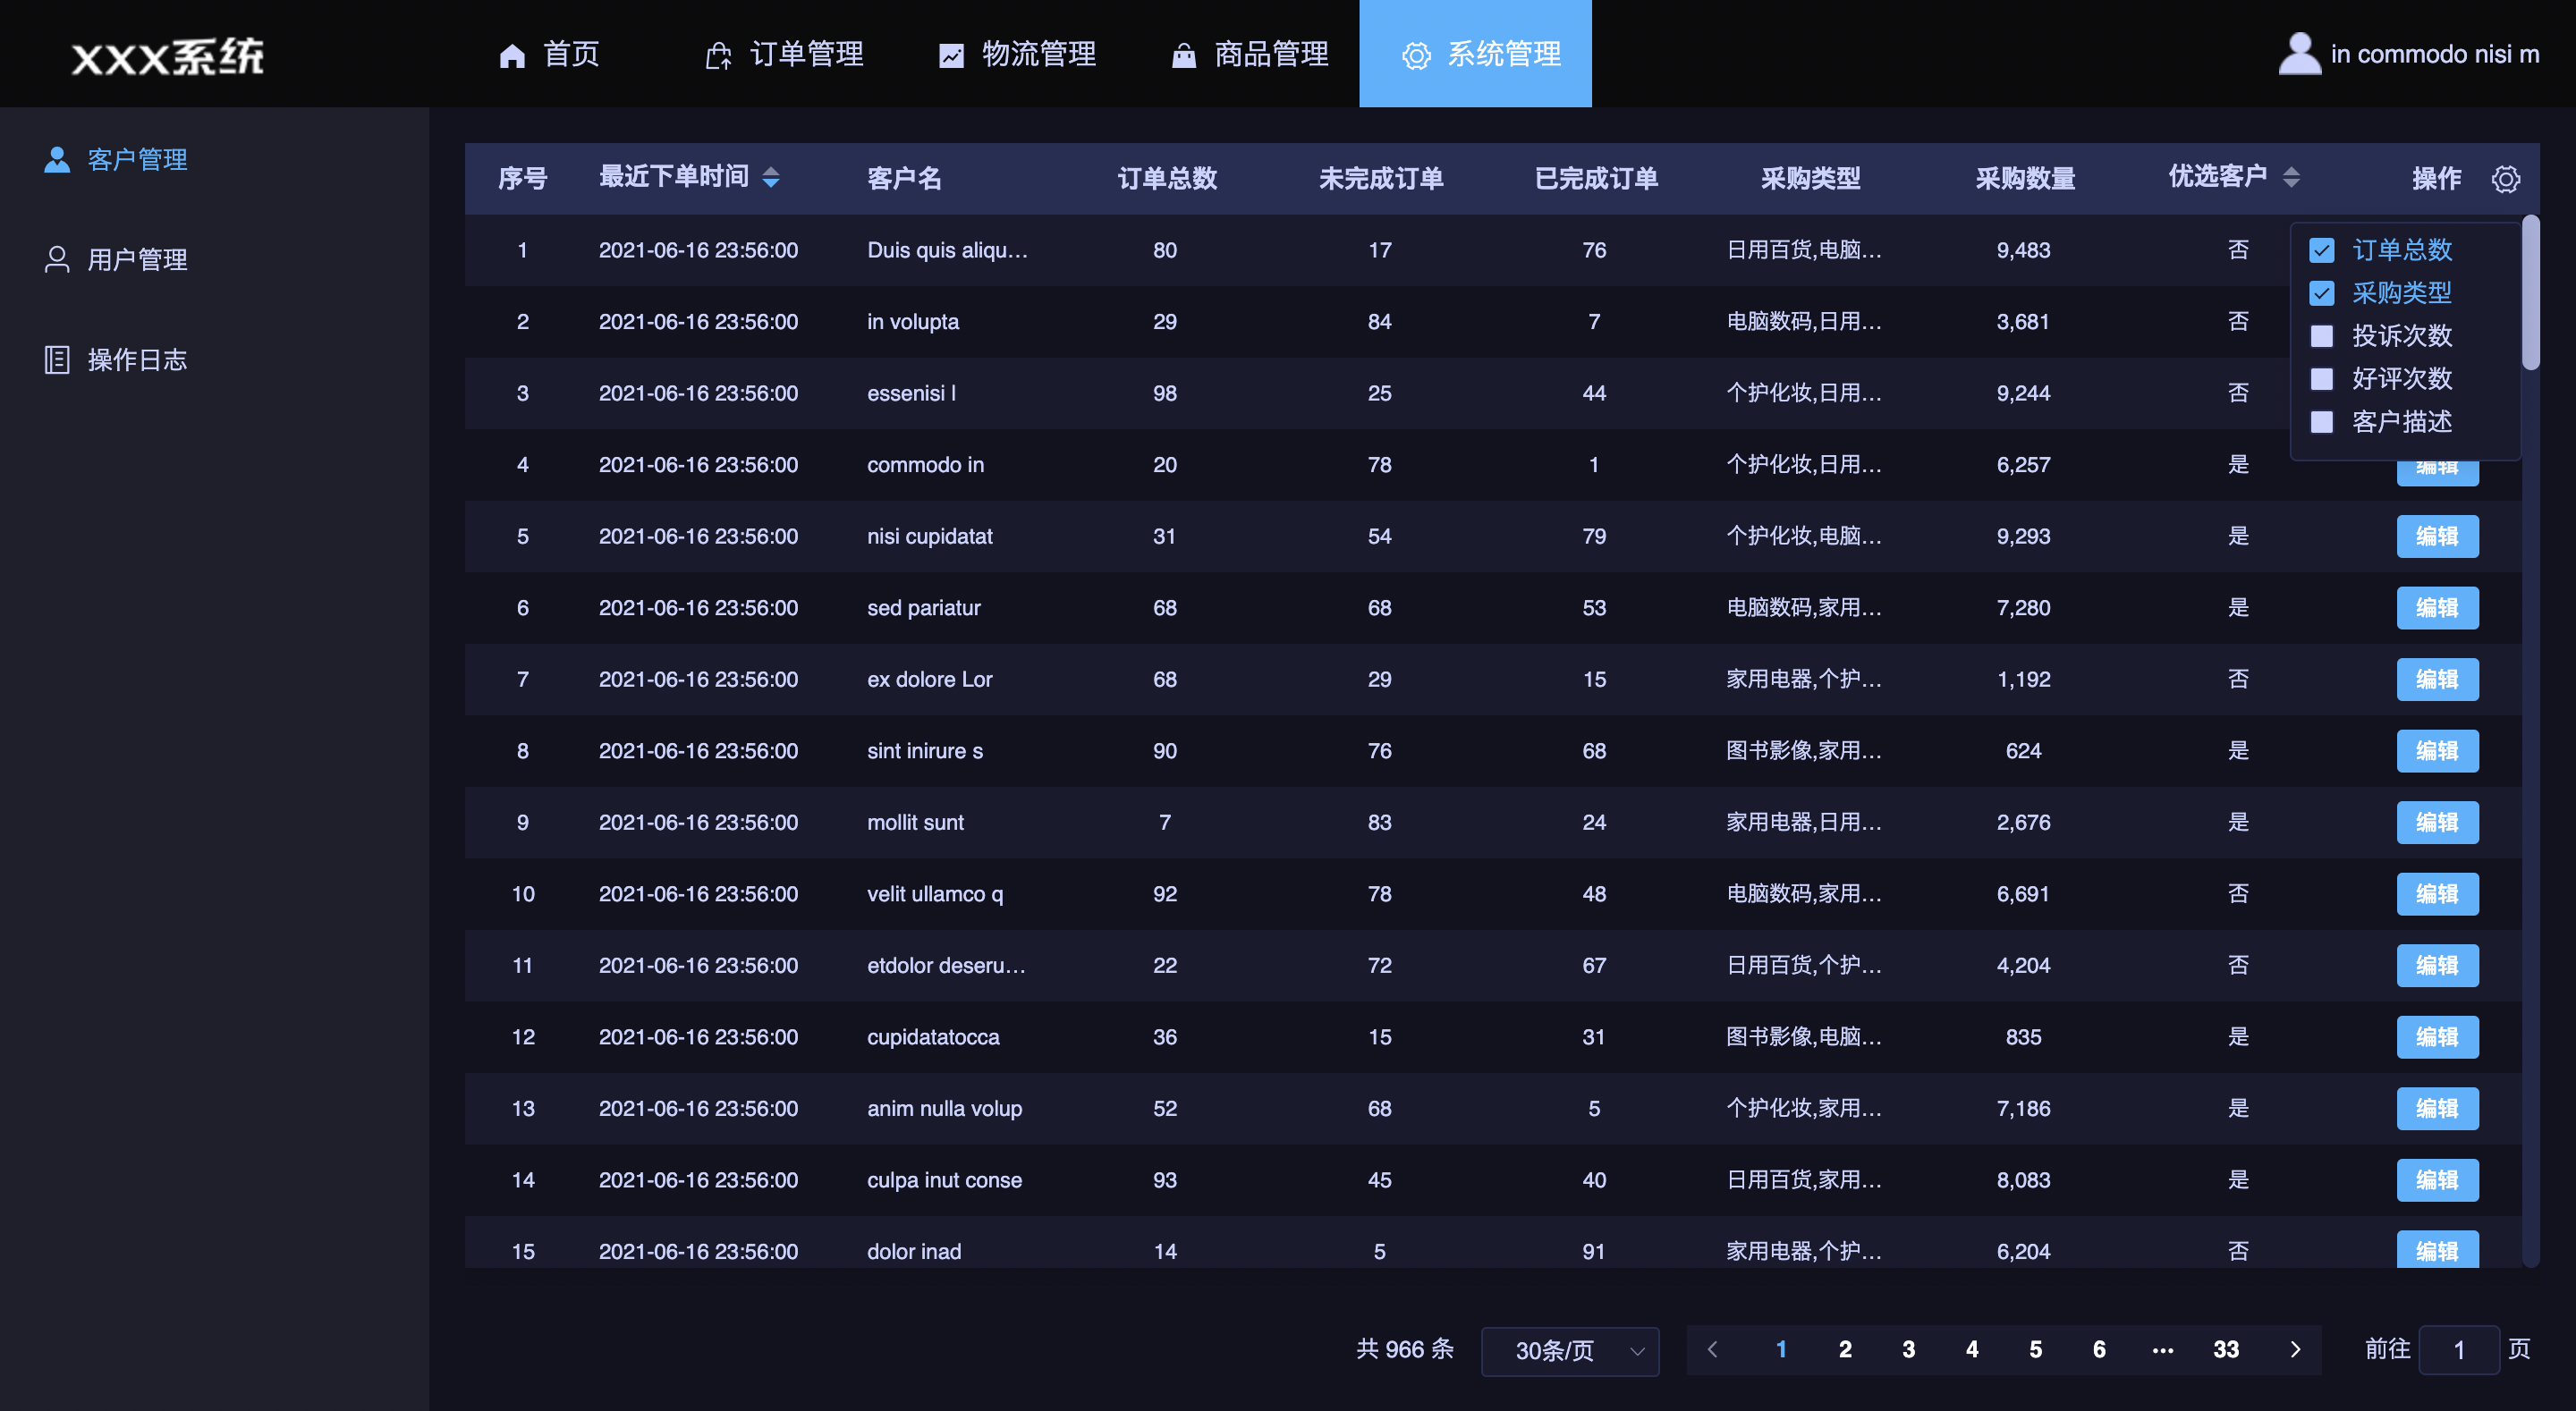 xxx系统 首页 订单管理 物流管理 商品管理 系统管理 in commodo nisi m
客户管理
用户管理
操作日志
序号 最近下单时间 客户名 订单总数 未完成订单 已完成订单 采购类型 采购数量 优选客户 操作
1 2021-06-16 23:56:00 Duis quis aliqu... 80 17 76 日用百货,电脑... 9,483 否
2 2021-06-16 23:56:00 in volupta 29 84 7 电脑数码,日用... 3,681 否
3 2021-06-16 23:56:00 essenisi l 98 25 44 个护化妆,日用... 9,244 否
4 2021-06-16 23:56:00 commodo in 20 78 1 个护化妆,日用... 6,257 是 编辑
5 2021-06-16 23:56:00 nisi cupidatat 31 54 79 个护化妆,电脑... 9,293 是 编辑
6 2021-06-16 23:56:00 sed pariatur 68 68 53 电脑数码,家用... 7,280 是 编辑
7 2021-06-16 23:56:00 ex dolore Lor 68 29 15 家用电器,个护... 1,192 否 编辑
8 2021-06-16 23:56:00 sint inirure s 90 76 68 图书影像,家用... 624 是 编辑
9 2021-06-16 23:56:00 mollit sunt 7 83 24 家用电器,日用... 2,676 是 编辑
10 2021-06-16 23:56:00 velit ullamco q 92 78 48 电脑数码,家用... 6,691 否 编辑
11 2021-06-16 23:56:00 etdolor deseru... 22 72 67 日用百货,个护... 4,204 否 编辑
12 2021-06-16 23:56:00 cupidatatocca 36 15 31 图书影像,电脑... 835 是 编辑
13 2021-06-16 23:56:00 anim nulla volup 52 68 5 个护化妆,家用... 7,186 是 编辑
14 2021-06-16 23:56:00 culpa inut conse 93 45 40 日用百货,家用... 8,083 是 编辑
15 2021-06-16 23:56:00 dolor inad 14 5 91 家用电器,个护... 6,204 否 编辑
订单总数
采购类型
投诉次数
好评次数
客户描述
共 966 条 30条/页 1 2 3 4 5 6 ··· 33 前往 1 页